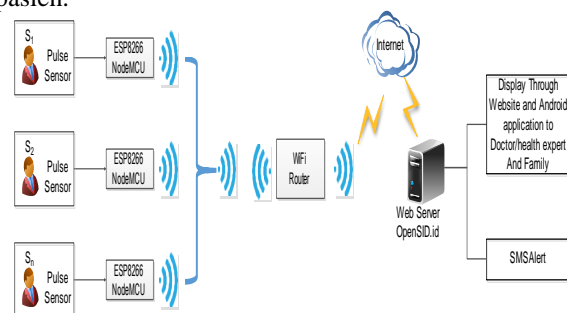 pasien.
S1
Pulse
Sensor
ESP8266
NodeMCU
S2
Pulse
Sensor
ESP8266
NodeMCU
Sn
Pulse
Sensor
ESP8266
NodeMCU
WiFi
Router
Internet
Web Server
OpenSID.id
Display Through
Website and Android
application to
Doctor/health expert
And Family
SMSAlert